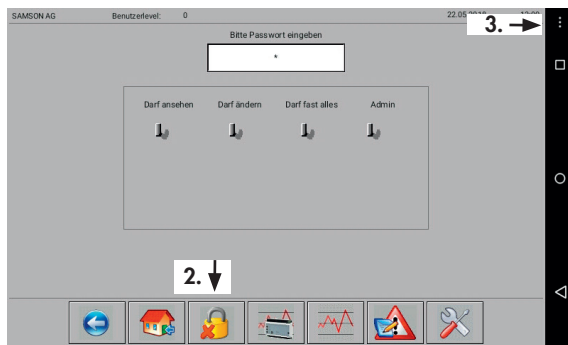 SAMSON AG Benutzerlevel: 0 22.05.2018
3.
Bitte Passwort eingeben
*
Darf ansehen Darf ändern Darf fast alles Admin
2.